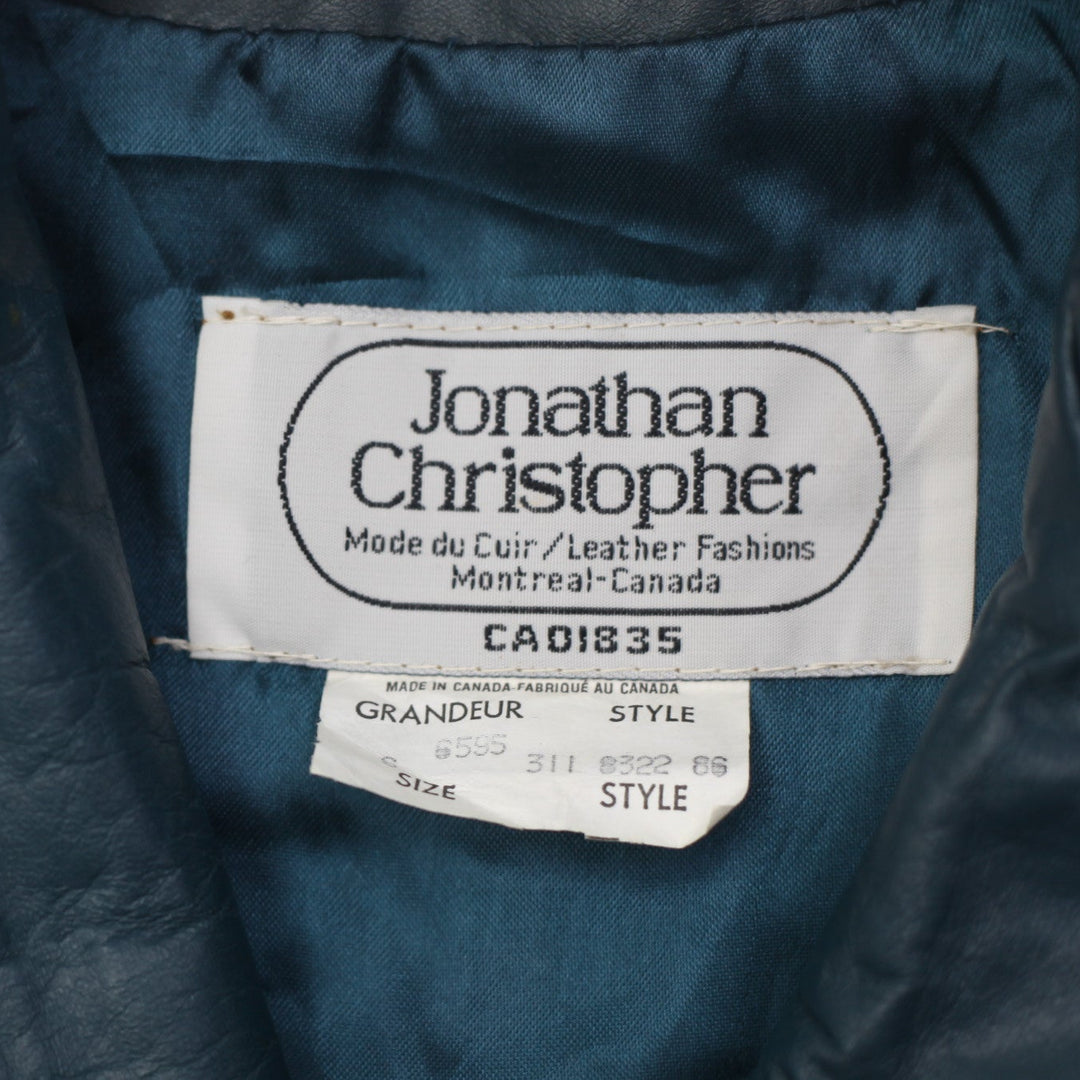 Jonathan
Christopher
Mode du Cuir/Leather Fashions
Montreal-Canada
CA01835
MADE IN CANADA-FABRIQUÉ AU CANADA
GRANDEUR STYLE
6595
311 8322 86
SIZE STYLE